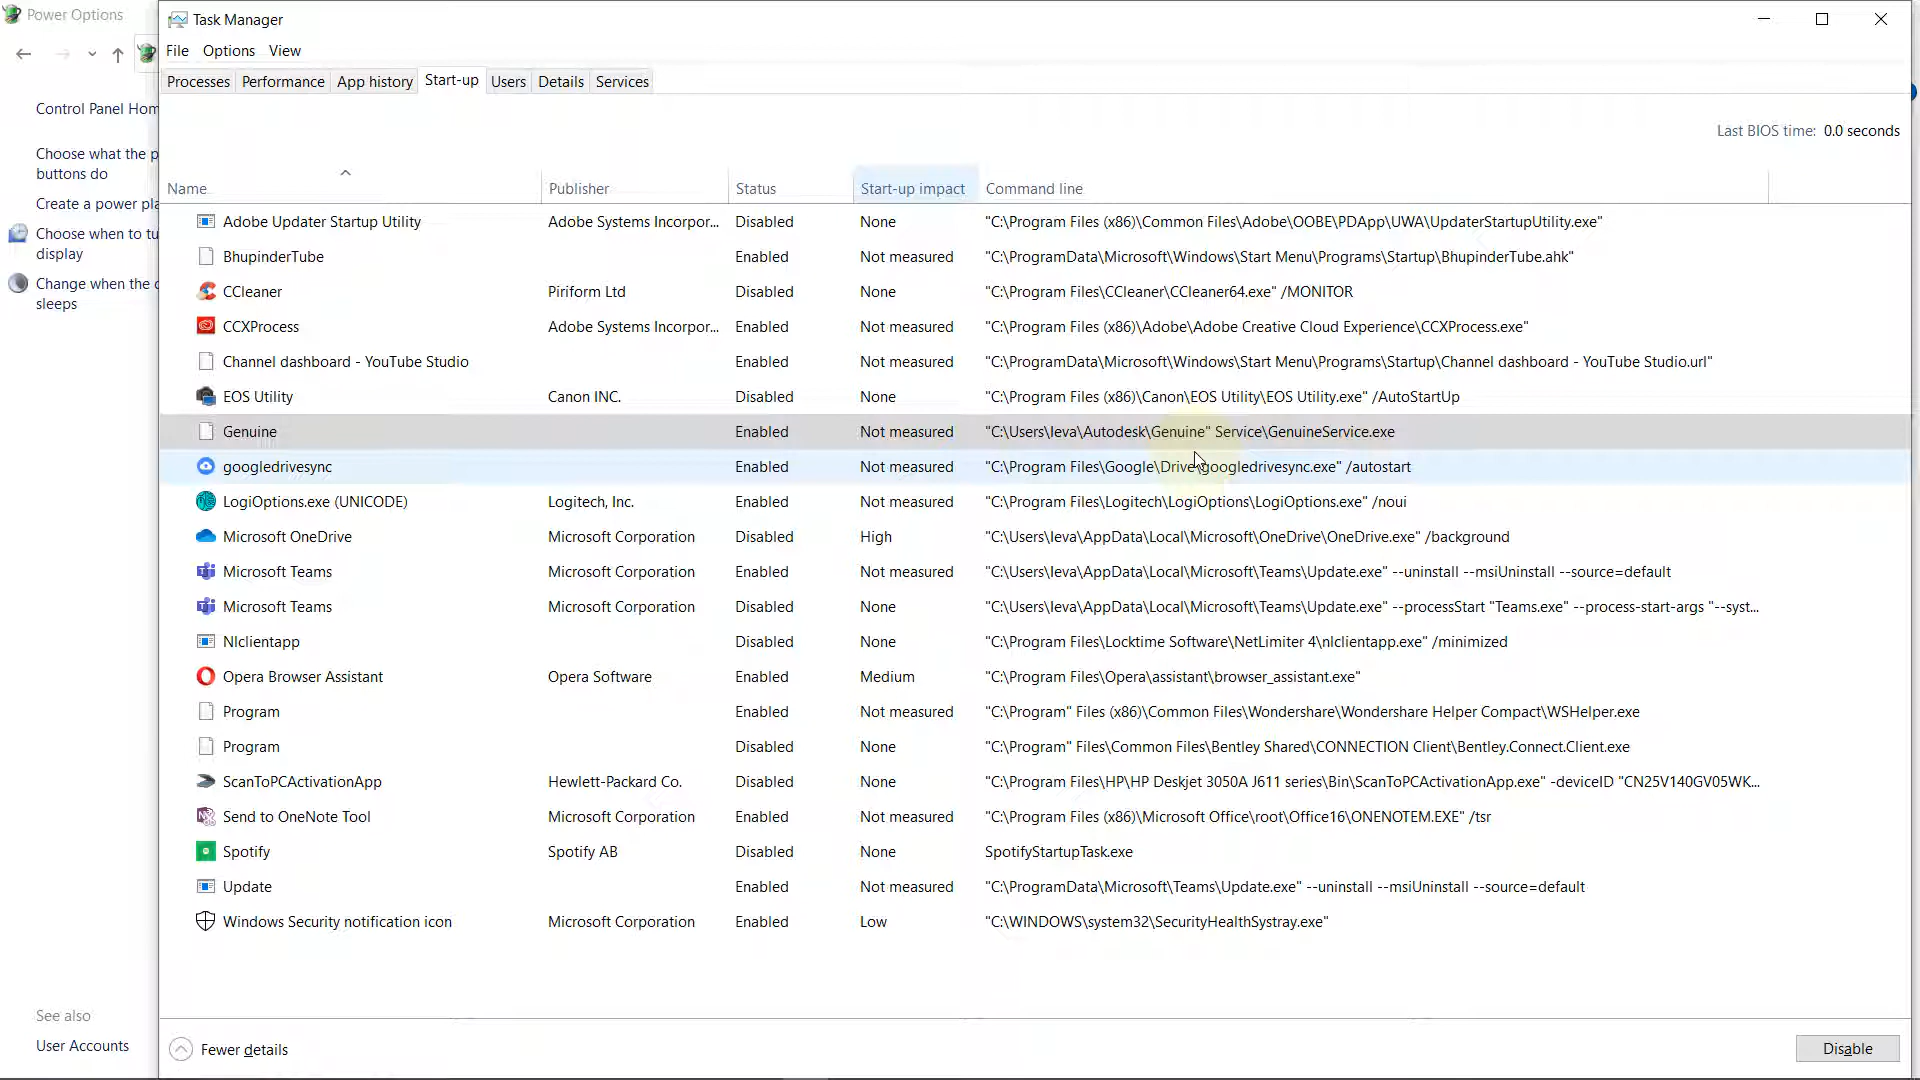 Power Options
Control Panel Hom
Choose what the p
buttons do
Create a power pla
Choose when to tu
display
Change when the c
sleeps
See also
User Accounts
Task Manager
File Options View
Processes Performance App history Start-up Users Details Services
Last BIOS time: 0.0 seconds
Name Publisher Status Start-up impact Command line
Adobe Updater Startup Utility Adobe Systems Incorpor... Disabled None "C:\Program Files (x86)\Common Files\Adobe\OOBE\PDApp\UWA\UpdaterStartupUtility.exe"
BhupinderTube Enabled Not measured "C:\ProgramData\Microsoft\Windows\Start Menu\Programs\Startup\BhupinderTube.ahk"
CCleaner Piriform Ltd Disabled None "C:\Program Files\CCleaner\CCleaner64.exe" /MONITOR
CCXProcess Adobe Systems Incorpor... Enabled Not measured "C:\Program Files (x86)\Adobe\Adobe Creative Cloud Experience\CCXProcess.exe"
Channel dashboard - YouTube Studio Enabled Not measured "C:\ProgramData\Microsoft\Windows\Start Menu\Programs\Startup\Channel dashboard - YouTube Studio.url"
EOS Utility Canon INC. Disabled None "C:\Program Files (x86)\Canon\EOS Utility\EOS Utility.exe" /AutoStartUp
Genuine Enabled Not measured "C:\Users\Ieva\Autodesk\Genuine" Service\GenuineService.exe
googledrivesync Enabled Not measured "C:\Program Files\Google\Drive\googledrivesync.exe" /autostart
LogiOptions.exe (UNICODE) Logitech, Inc. Enabled Not measured "C:\Program Files\Logitech\LogiOptions\LogiOptions.exe" /noui
Microsoft OneDrive Microsoft Corporation Disabled High "C:\Users\Ieva\AppData\Local\Microsoft\OneDrive\OneDrive.exe" /background
Microsoft Teams Microsoft Corporation Enabled Not measured "C:\Users\Ieva\AppData\Local\Microsoft\Teams\Update.exe" --uninstall --msiUninstall --source=default
Microsoft Teams Microsoft Corporation Disabled None "C:\Users\Ieva\AppData\Local\Microsoft\Teams\Update.exe" --processStart "Teams.exe" --process-start-args "--syst...
Nlclientapp Disabled None "C:\Program Files\Locktime Software\NetLimiter 4\nlclientapp.exe" /minimized
Opera Browser Assistant Opera Software Enabled Medium "C:\Program Files\Opera\assistant\browser_assistant.exe"
Program Enabled Not measured "C:\Program" Files (x86)\Common Files\Wondershare\Wondershare Helper Compact\WSHelper.exe
Program Disabled None "C:\Program" Files\Common Files\Bentley Shared\CONNECTION Client\Bentley.Connect.Client.exe
ScanToPCActivationApp Hewlett-Packard Co. Disabled None "C:\Program Files\HP\HP Deskjet 3050A J611 series\Bin\ScanToPCActivationApp.exe" -deviceID "CN25V140GV05WK...
Send to OneNote Tool Microsoft Corporation Enabled Not measured "C:\Program Files (x86)\Microsoft Office\root\Office16\ONENOTEM.EXE" /tsr
Spotify Spotify AB Disabled None SpotifyStartupTask.exe
Update Enabled Not measured "C:\ProgramData\Microsoft\Teams\Update.exe" --uninstall --msiUninstall --source=default
Windows Security notification icon Microsoft Corporation Enabled Low "C:\WINDOWS\system32\SecurityHealthSystray.exe"
Fewer details
Disable